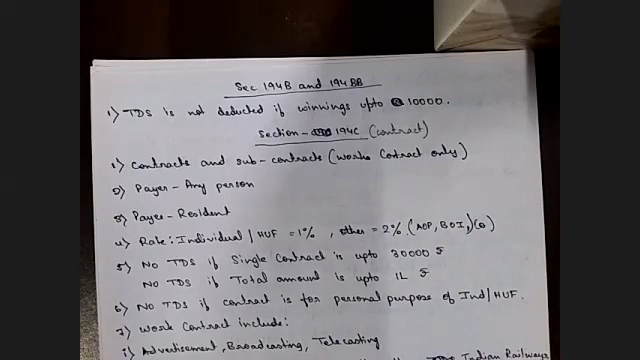 Sec 194B and 194BB
1) TDS is not deducted if winnings upto 10000.
Section 194C (contract)
1) Contracts and sub-contracts (works contract only)
2) Payer - Any person
3) Payee - Resident
4) Rate: Individual / HUF = 1% , other = 2%. (AOP, BOI, Co)
5) NO TDS if Single Contract is upto 30000
NO TDS if Total amount is upto 1L
6) NO TDS if contract is for personal purpose of Ind/HUF.
7) Work Contract include:
i) Advertisement, Broadcasting, Telecasting
Indian Railways